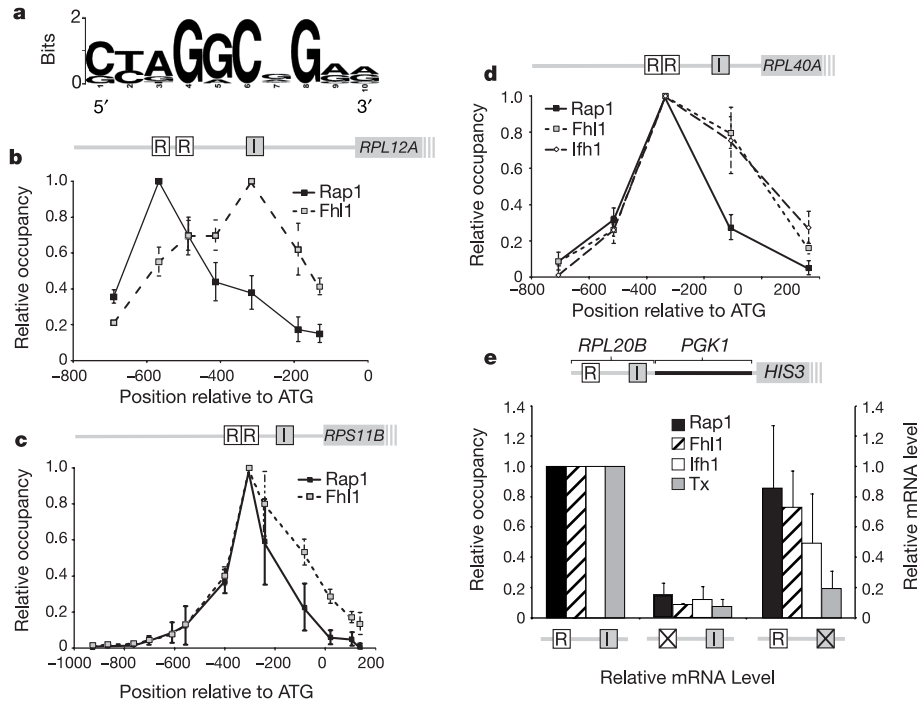 a
Bits
2
1
0
CTAGGC GAA
1 2 3 4 5 6 7 8 9 10
5' 3'
b
R R I RPL12A
Relative occupancy
1.0
0.8
0.6
0.4
0.2
0
Rap1
Fhl1
−800 −600 −400 −200 0
Position relative to ATG
c
R R I RPS11B
Relative occupancy
1.0
0.8
0.6
0.4
0.2
0
Rap1
Fhl1
−1000 −800 −600 −400 −200 0 200
Position relative to ATG
d
R R I RPL40A
Relative occupancy
1.0
0.8
0.6
0.4
0.2
0
Rap1
Fhl1
Ifh1
−800 −600 −400 −200 0 200
Position relative to ATG
e
RPL20B PGK1
R I HIS3
Relative occupancy
1.4
1.2
1.0
0.8
0.6
0.4
0.2
0
Rap1
Fhl1
Ifh1
Tx
1.4
1.2
1.0
0.8
0.6
0.4
0.2
0
Relative mRNA level
R I I R
Relative mRNA Level